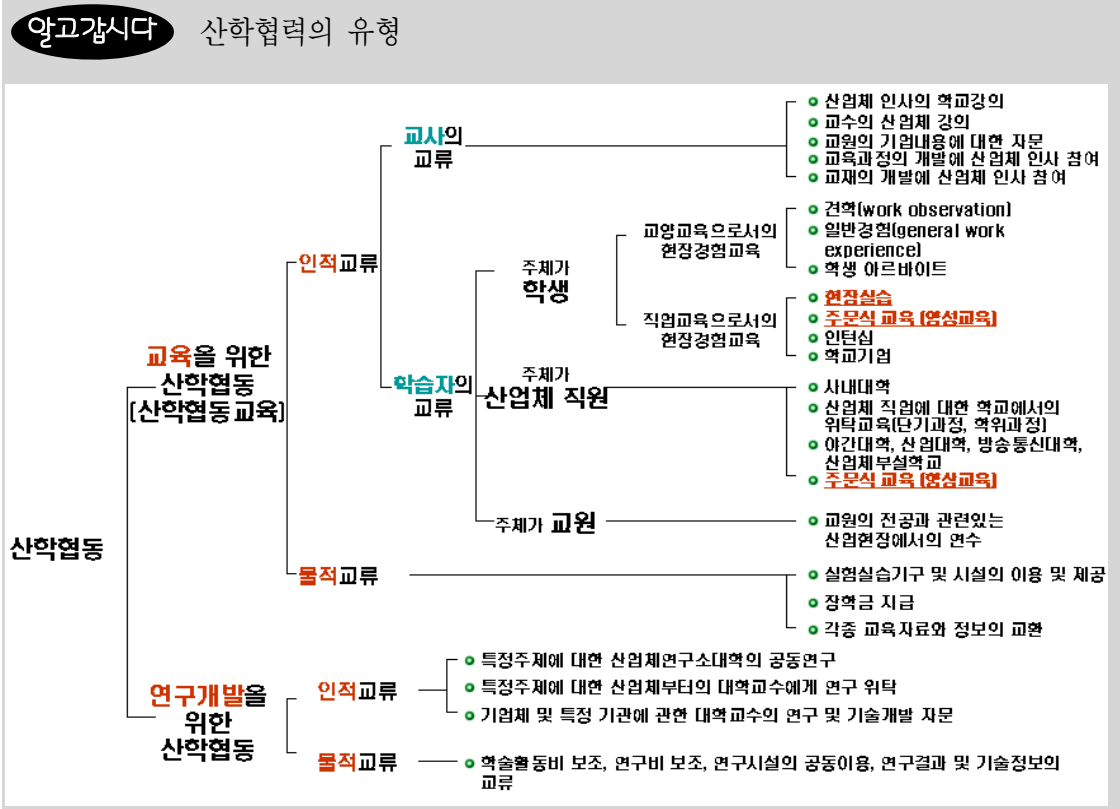 알고갑시다 산학협력의 유형
산업체 인사의 학교강의
교수의 산업체 강의
교원의 기업내용에 대한 자문
교육과정의 개발에 산업체 인사 참여
교재의 개발에 산업체 인사 참여
교사의
교류
견학(work observation)
일반경험(general work
experience)
학생 아르바이트
교양교육으로서의
현장경험교육
인적교류
주체가
학생
현장실습
주문식 교육 (양성교육)
인턴십
학교기업
직업교육으로서의
현장경험교육
교육을 위한
산학협동
(산학협동교육)
학습자의
교류
주체가
산업체 직원
사내대학
산업체 직업에 대한 학교에서의
위탁교육(단기과정, 학위과정)
야간대학, 산업대학, 방송통신대학,
산업체부설학교
주문식 교육 (향상교육)
주체가 교원
교원의 전공과 관련있는
산업현장에서의 연수
산학협동
물적교류
실험실습기구 및 시설의 이용 및 제공
장학금 지급
각종 교육자료와 정보의 교환
연구개발을
위한
산학협동
인적교류
특정주제에 대한 산업체연구소대학의 공동연구
특정주제에 대한 산업체부터의 대학교수에게 연구 위탁
기업체 및 특정 기관에 관한 대학교수의 연구 및 기술개발 자문
물적교류
학술활동비 보조, 연구비 보조, 연구시설의 공동이용, 연구결과 및 기술정보의
교류